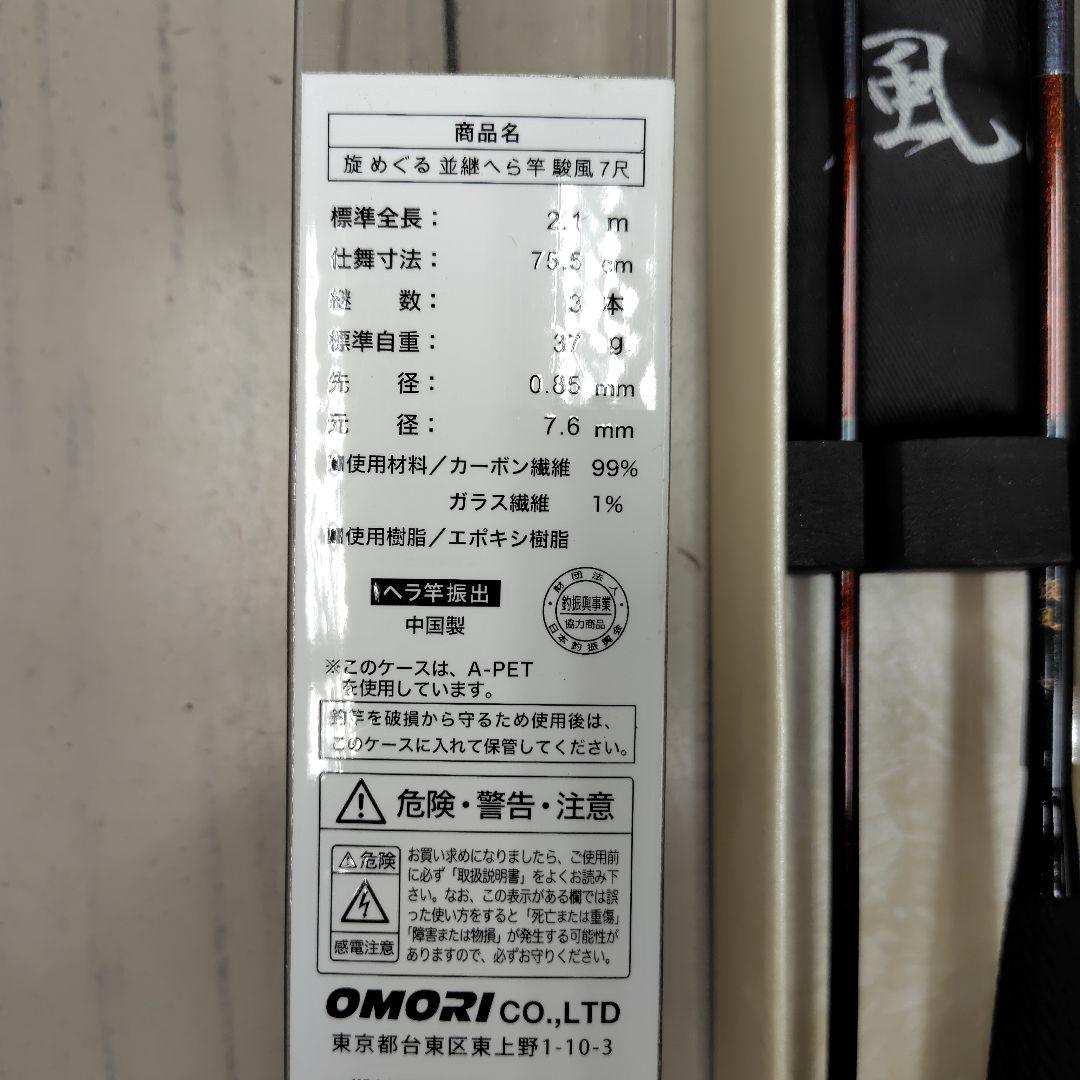 商品名
旋 めぐる 並継へら竿 駿風 7尺
標準全長： 2.1 m
仕舞寸法： 75.5 cm
継 数： 3 本
標準自重： 37 g
先 径： 0.85 mm
元 径： 7.6 mm
■使用材料／カーボン繊維 99%
ガラス繊維 1%
■使用樹脂／エポキシ樹脂
ヘラ竿振出
中国製
財団法人
釣振興事業
協力商品
日本釣振興会
※このケースは、A-PET
を使用しています。
釣竿を破損から守るため使用後は、
このケースに入れて保管してください。
危険・警告・注意
危険
感電注意
お買い求めになりましたら、ご使用前
に必ず「取扱説明書」をよくお読み下
さい。なお、この表示がある欄では誤
った使い方をすると「死亡または重傷」
「障害または物損」が発生する可能性が
ありますので、必ずお守りください。
OMORI CO.,LTD
東京都台東区東上野1-10-3
風